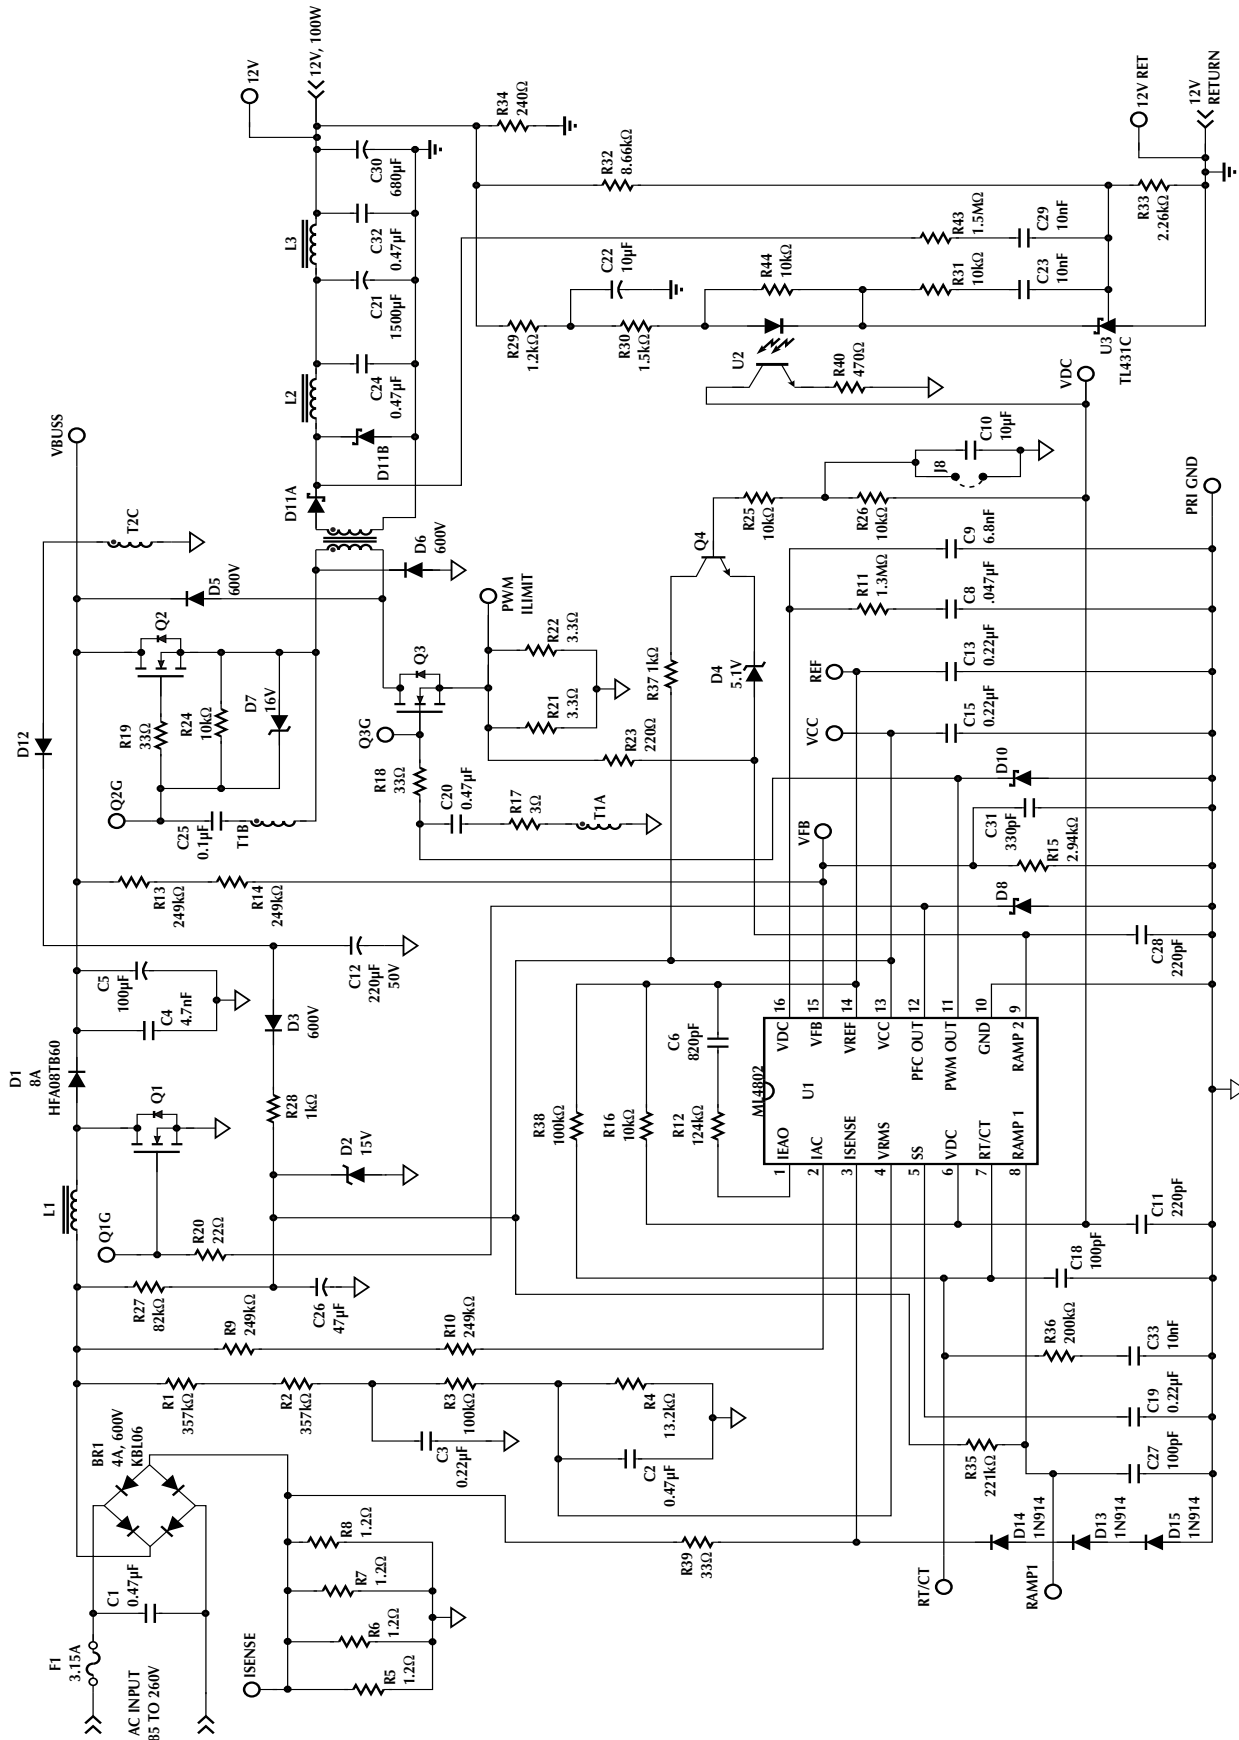 AC INPUT
85 TO 260V
F1
3.15A
C1
0.47µF
BR1
4A, 600V
KBL06
ISENSE
R5
1.2Ω
R6
1.2Ω
R7
1.2Ω
R8
1.2Ω
R1
357kΩ
R2
357kΩ
R3
100kΩ
R4
13.2kΩ
C3
0.22µF
C2
0.47µF
R9
249kΩ
R10
249kΩ
R27
82kΩ
C26
47µF
Q1G
R20
22Ω
L1
Q1
D1
8A
HFA08TB60
D2
15V
R28
1kΩ
D3
600V
C4
4.7nF
C5
100µF
C12
220µF
50V
R13
249kΩ
R14
249kΩ
Q2G
C25
0.1µF
T1B
R19
33Ω
R24
10kΩ
D7
16V
Q2
D12
D5
600V
T2C
VBUSS
Q3G
R18
33Ω
Q3
C20
0.47µF
R17
3Ω
T1A
D6
600V
PWM
ILIMIT
R21
3.3Ω
R22
3.3Ω
R23
220Ω
D11A
D11B
L2
C24
0.47µF
C21
1500µF
L3
C32
0.47µF
C30
680µF
12V
12V, 100W
R34
240Ω
R32
8.66kΩ
R29
1.2kΩ
C22
10µF
R30
1.5kΩ
R44
10kΩ
U2
R40
470Ω
R43
1.5MΩ
R31
10kΩ
C29
10nF
C23
10nF
U3
TL431C
R33
2.26kΩ
12V RET
12V
RETURN
VDC
C10
10µF
J8
R25
10kΩ
R26
10kΩ
Q4
R37 1kΩ
D4
5.1V
R11
1.3MΩ
C9
6.8nF
C8
.047µF
C13
0.22µF
C15
0.22µF
REF
VCC
VFB
D10
C31
330pF
R15
2.94kΩ
D8
C28
220pF
PRI GND
R38
100kΩ
R16
10kΩ
R12
124kΩ
C6
820pF
ML4802
U1
1 IEAO
2 IAC
3 ISENSE
4 VRMS
5 SS
6 VDC
7 RT/CT
8 RAMP 1
VDC 16
VFB 15
VREF 14
VCC 13
PFC OUT 12
PWM OUT 11
GND 10
RAMP 2 9
C11
220pF
C18
100pF
R36
200kΩ
C33
10nF
C19
0.22µF
R35
221kΩ
C27
100pF
R39
33Ω
D14
1N914
D13
1N914
D15
1N914
RT/CT
RAMP1